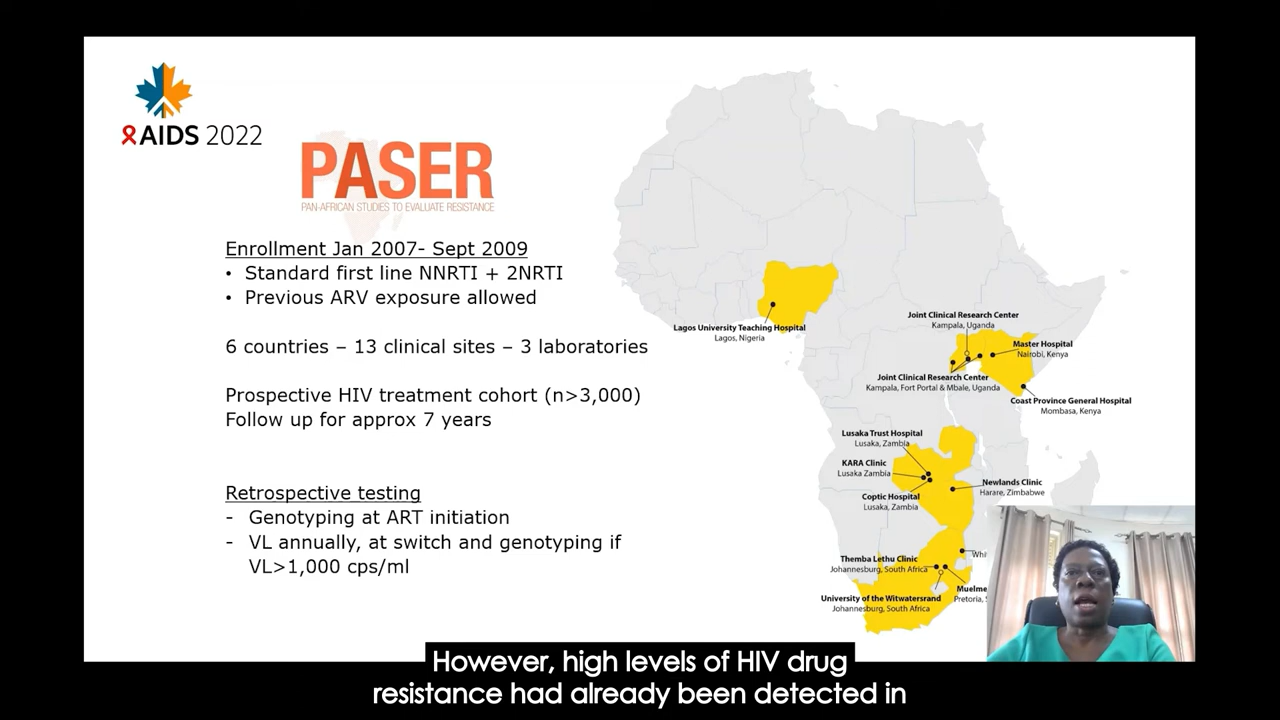 AIDS 2022
PASER
PAN-AFRICAN STUDIES TO EVALUATE RESISTANCE
Enrollment Jan 2007- Sept 2009
• Standard first line NNRTI + 2NRTI
• Previous ARV exposure allowed
6 countries – 13 clinical sites – 3 laboratories
Prospective HIV treatment cohort (n>3,000)
Follow up for approx 7 years
Retrospective testing
- Genotyping at ART initiation
- VL annually, at switch and genotyping if
VL>1,000 cps/ml
Lagos University Teaching Hospital
Lagos, Nigeria
Joint Clinical Research Center
Kampala, Uganda
Master Hospital
Nairobi, Kenya
Joint Clinical Research Center
Kampala, Fort Portal & Mbale, Uganda
Coast Province General Hospital
Mombasa, Kenya
Lusaka Trust Hospital
Lusaka, Zambia
KARA Clinic
Lusaka Zambia
Coptic Hospital
Lusaka, Zambia
Newlands Clinic
Harare, Zimbabwe
Whi
Themba Lethu Clinic
Johannesburg, South Africa
Muelme
Pretoria, S
University of the Witwatersrand
Johannesburg, South Africa
However, high levels of HIV drug
resistance had already been detected in